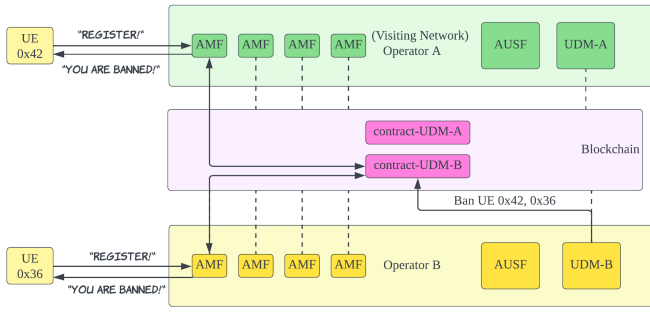 UE
0x42
"REGISTER!"
"YOU ARE BANNED!"
AMF
AMF
AMF
AMF
(Visiting Network)
Operator A
AUSF
UDM-A
contract-UDM-A
contract-UDM-B
Blockchain
Ban UE 0x42, 0x36
UE
0x36
"REGISTER!"
"YOU ARE BANNED!"
AMF
AMF
AMF
AMF
Operator B
AUSF
UDM-B